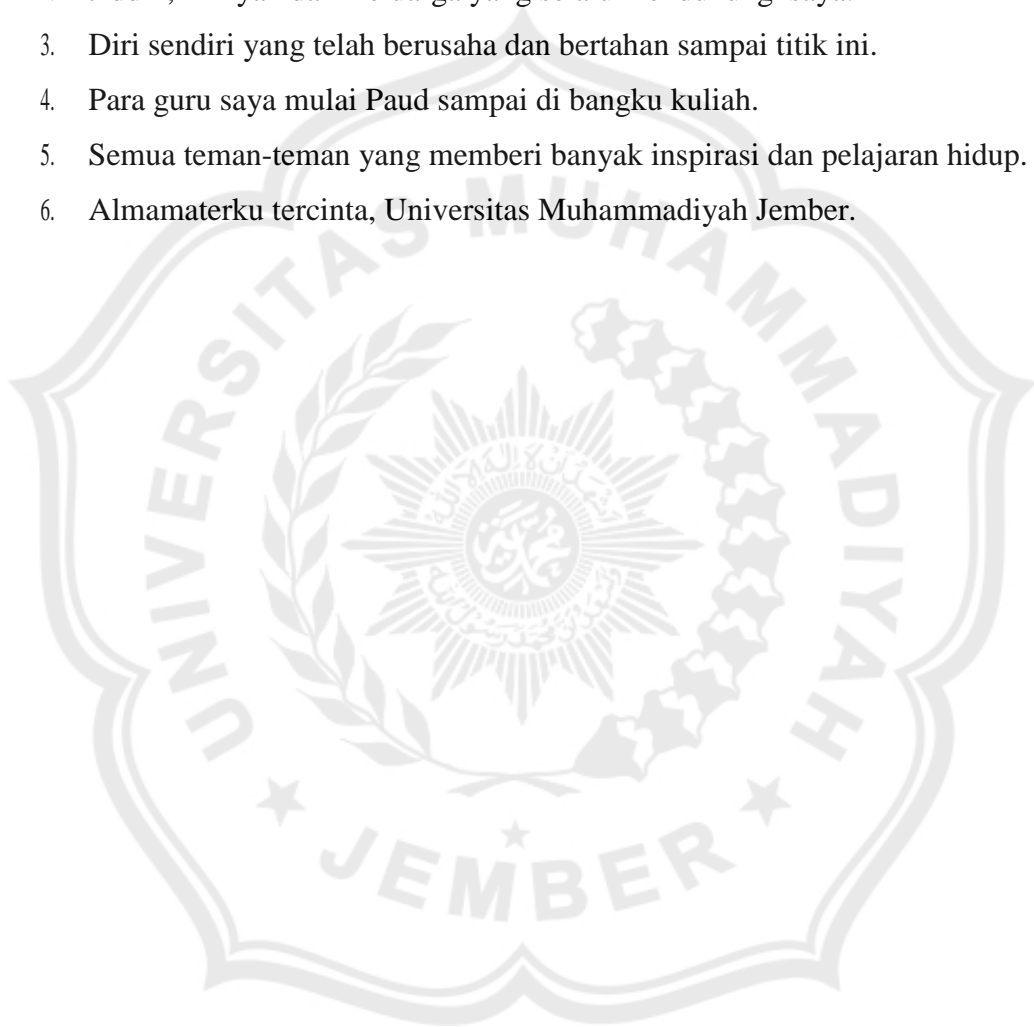 3. Diri sendiri yang telah berusaha dan bertahan sampai titik ini.
4. Para guru saya mulai Paud sampai di bangku kuliah.
5. Semua teman-teman yang memberi banyak inspirasi dan pelajaran hidup.
6. Almamaterku tercinta, Universitas Muhammadiyah Jember.
UNIVERSITAS MUHAMMADIYAH
JEMBER